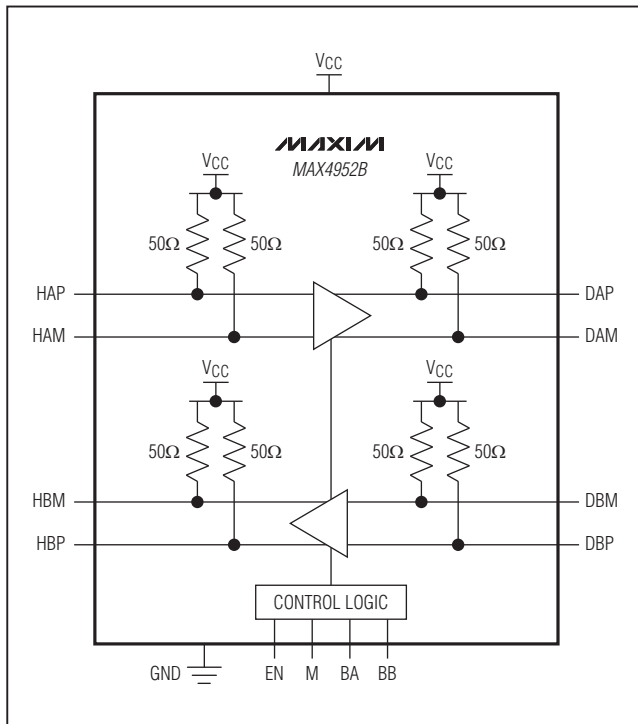 VCC
MAXIM
MAX4952B
VCC VCC
50Ω 50Ω 50Ω 50Ω
HAP DAP
HAM DAM
VCC VCC
50Ω 50Ω 50Ω 50Ω
HBM DBM
HBP DBP
CONTROL LOGIC
GND EN M BA BB